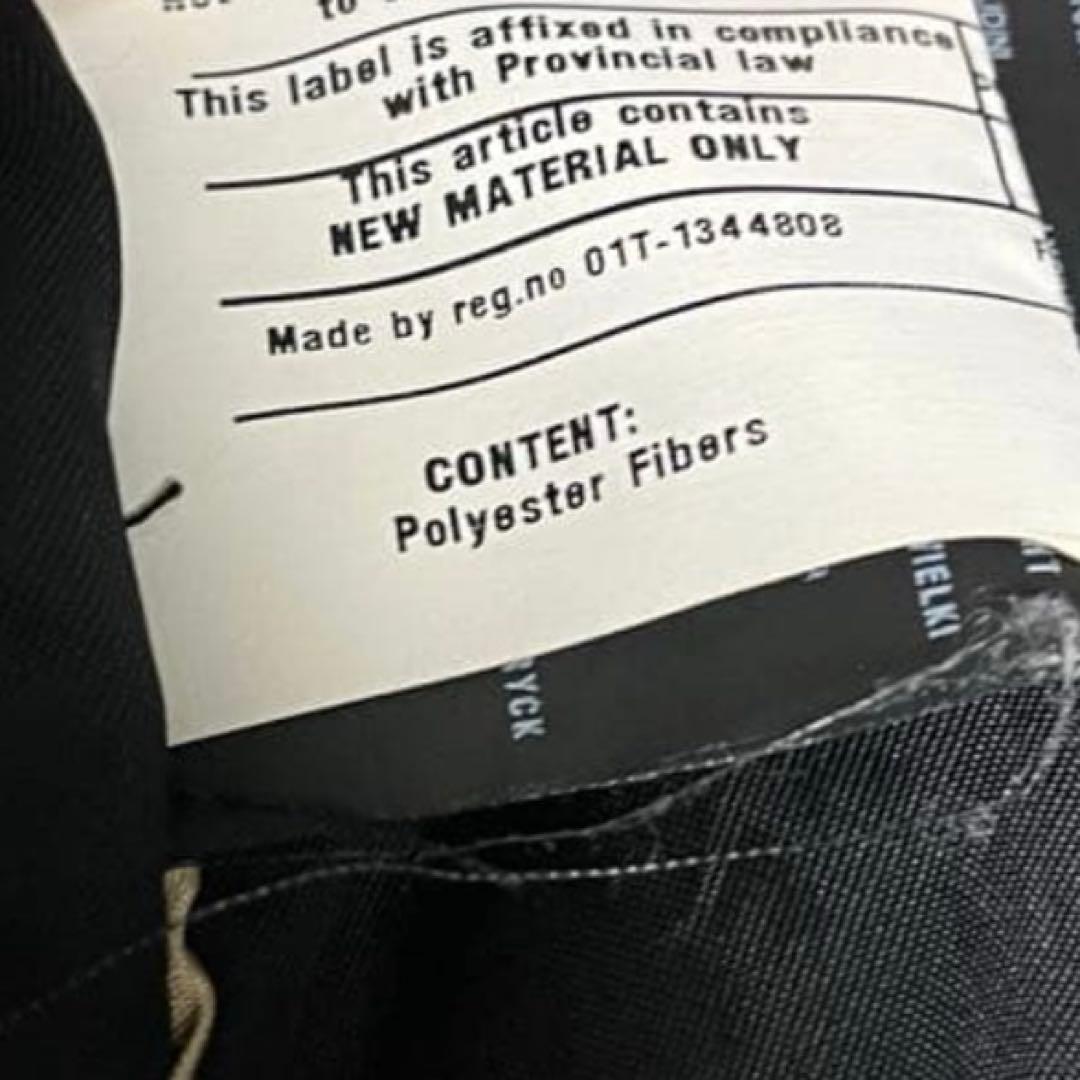 to
This label is affixed in compliance
with Provincial law
This article contains
NEW MATERIAL ONLY
Made by reg.no 01T-1344808
CONTENT:
Polyester Fibers